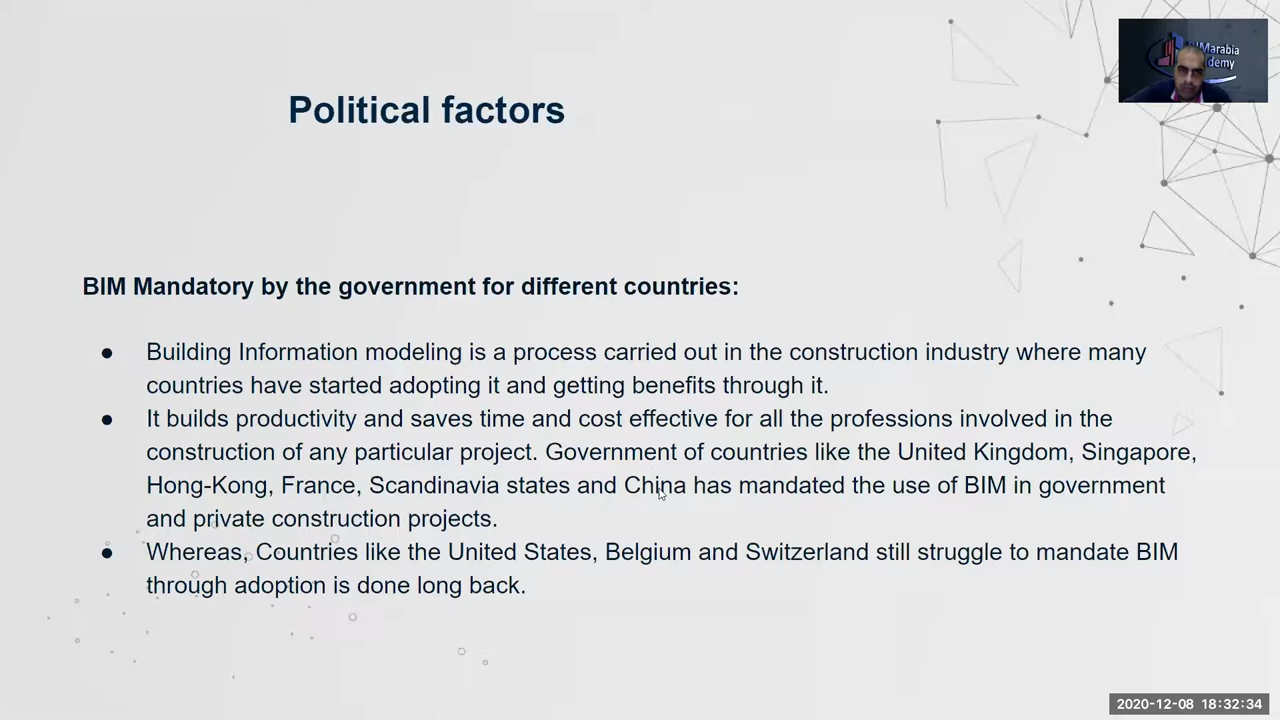 Political factors
BIM Mandatory by the government for different countries:
● Building Information modeling is a process carried out in the construction industry where many
countries have started adopting it and getting benefits through it.
● It builds productivity and saves time and cost effective for all the professions involved in the
construction of any particular project. Government of countries like the United Kingdom, Singapore,
Hong-Kong, France, Scandinavia states and China has mandated the use of BIM in government
and private construction projects.
● Whereas, Countries like the United States, Belgium and Switzerland still struggle to mandate BIM
through adoption is done long back.
2020-12-08 18:32:34